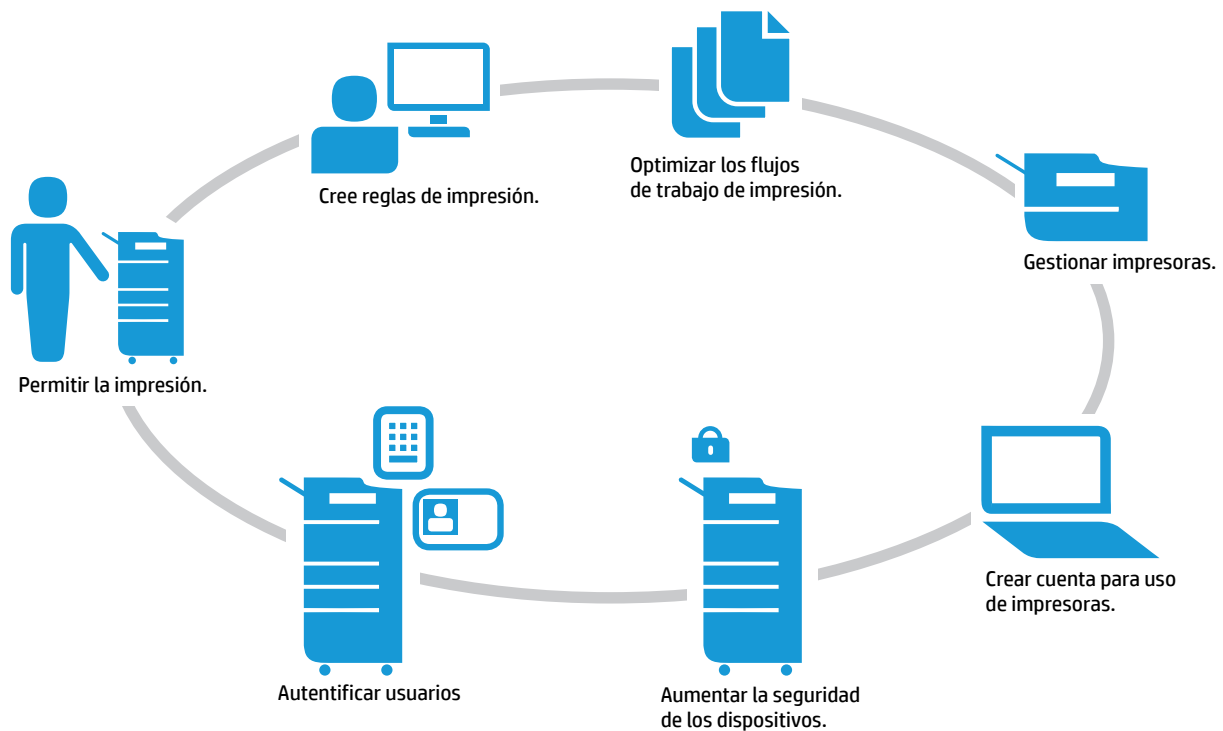 Optimizar los flujos
de trabajo de impresión.
Cree reglas de impresión.
Gestionar impresoras.
Permitir la impresión.
Crear cuenta para uso
de impresoras.
Autentificar usuarios
Aumentar la seguridad
de los dispositivos.